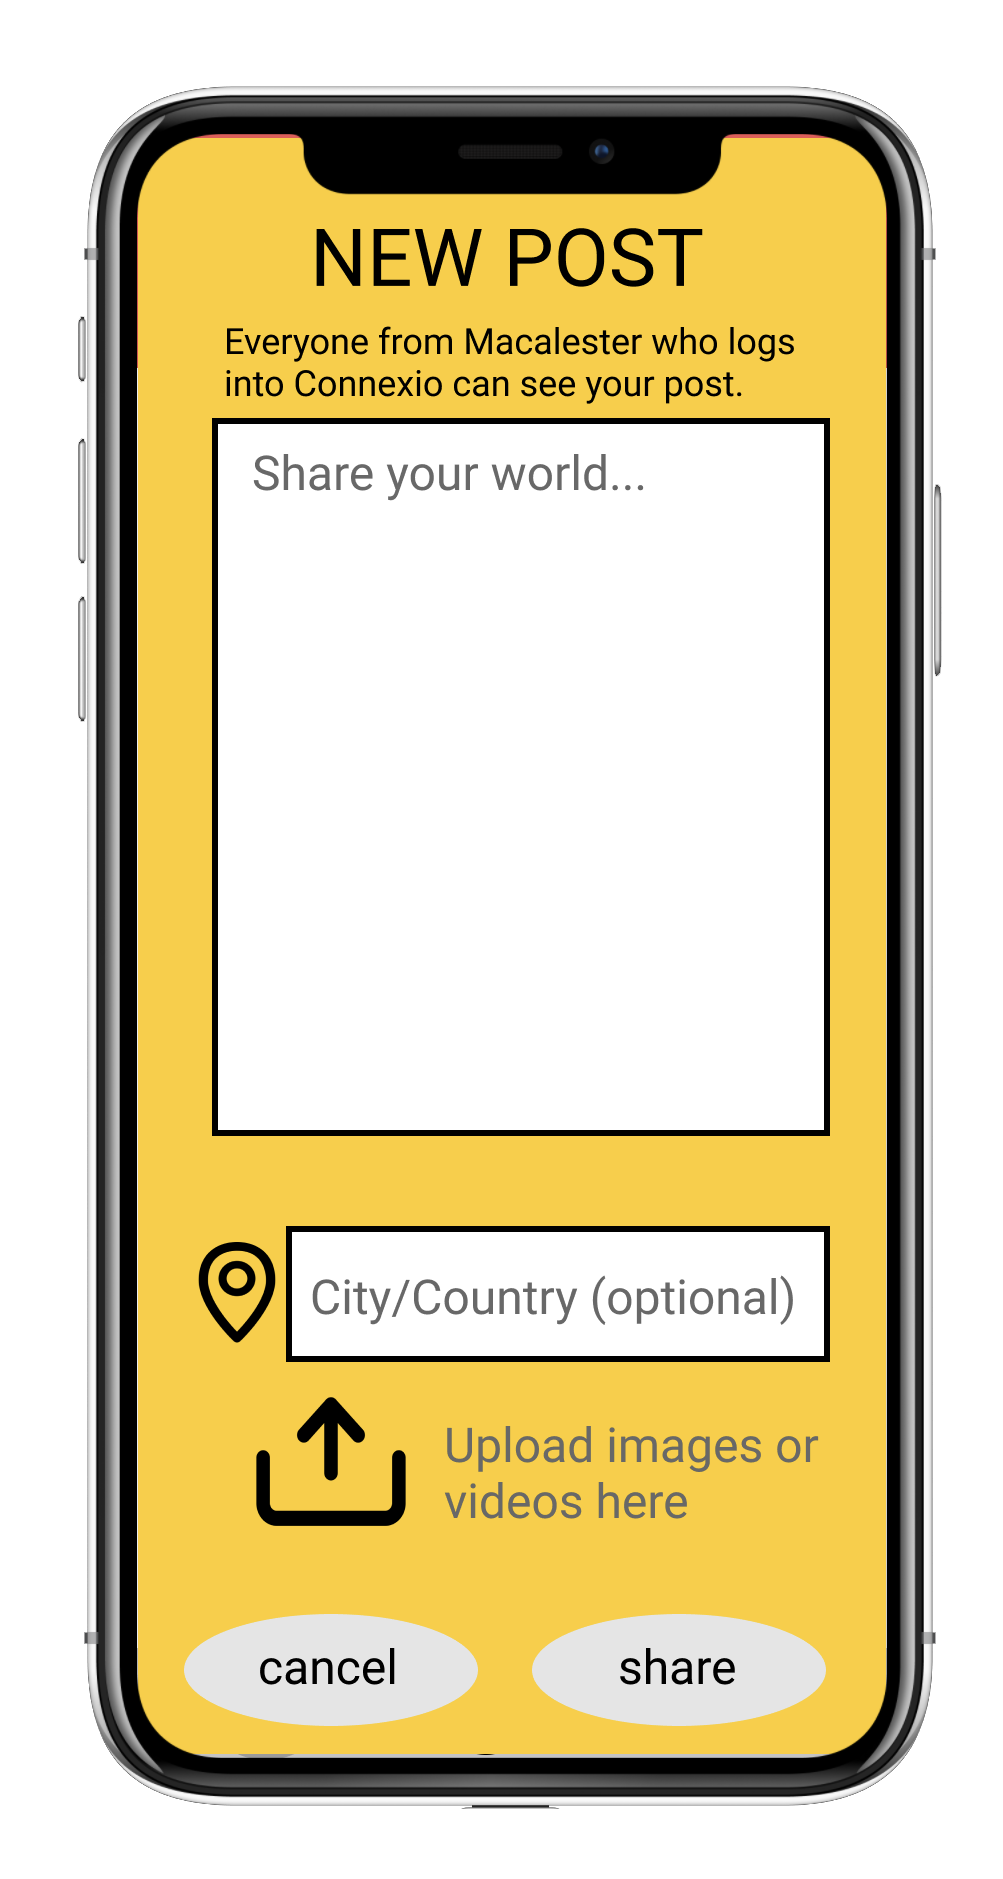 NEW POST
Everyone from Macalester who logs
into Connexio can see your post.
Share your world...
City/Country (optional)
Upload images or
videos here
cancel
share